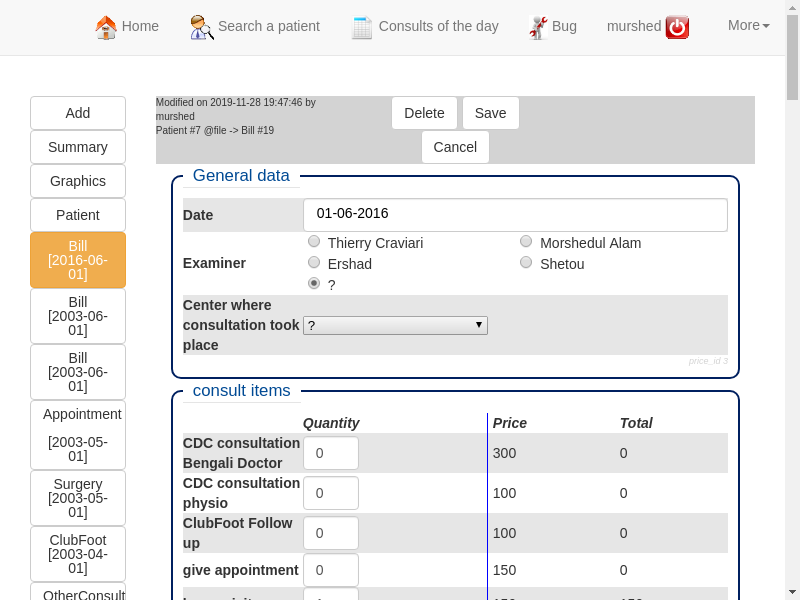 Home Search a patient Consults of the day Bug murshed More
Add
Summary
Graphics
Patient
Bill
[2016-06-
01]
Bill
[2003-06-
01]
Bill
[2003-06-
01]
Appointment
[2003-05-
01]
Surgery
[2003-05-
01]
ClubFoot
[2003-04-
01]
OtherConsult
Modified on 2019-11-28 19:47:46 by
murshed
Patient #7 @file -> Bill #19
Delete Save
Cancel
General data
Date 01-06-2016
Examiner
Thierry Craviari Morshedul Alam
Ershad Shetou
?
Center where
consultation took
place
?
price_id 3
consult items
Quantity Price Total
CDC consultation
Bengali Doctor
0 300 0
CDC consultation
physio
0 100 0
ClubFoot Follow
up
0 100 0
give appointment 0 150 0